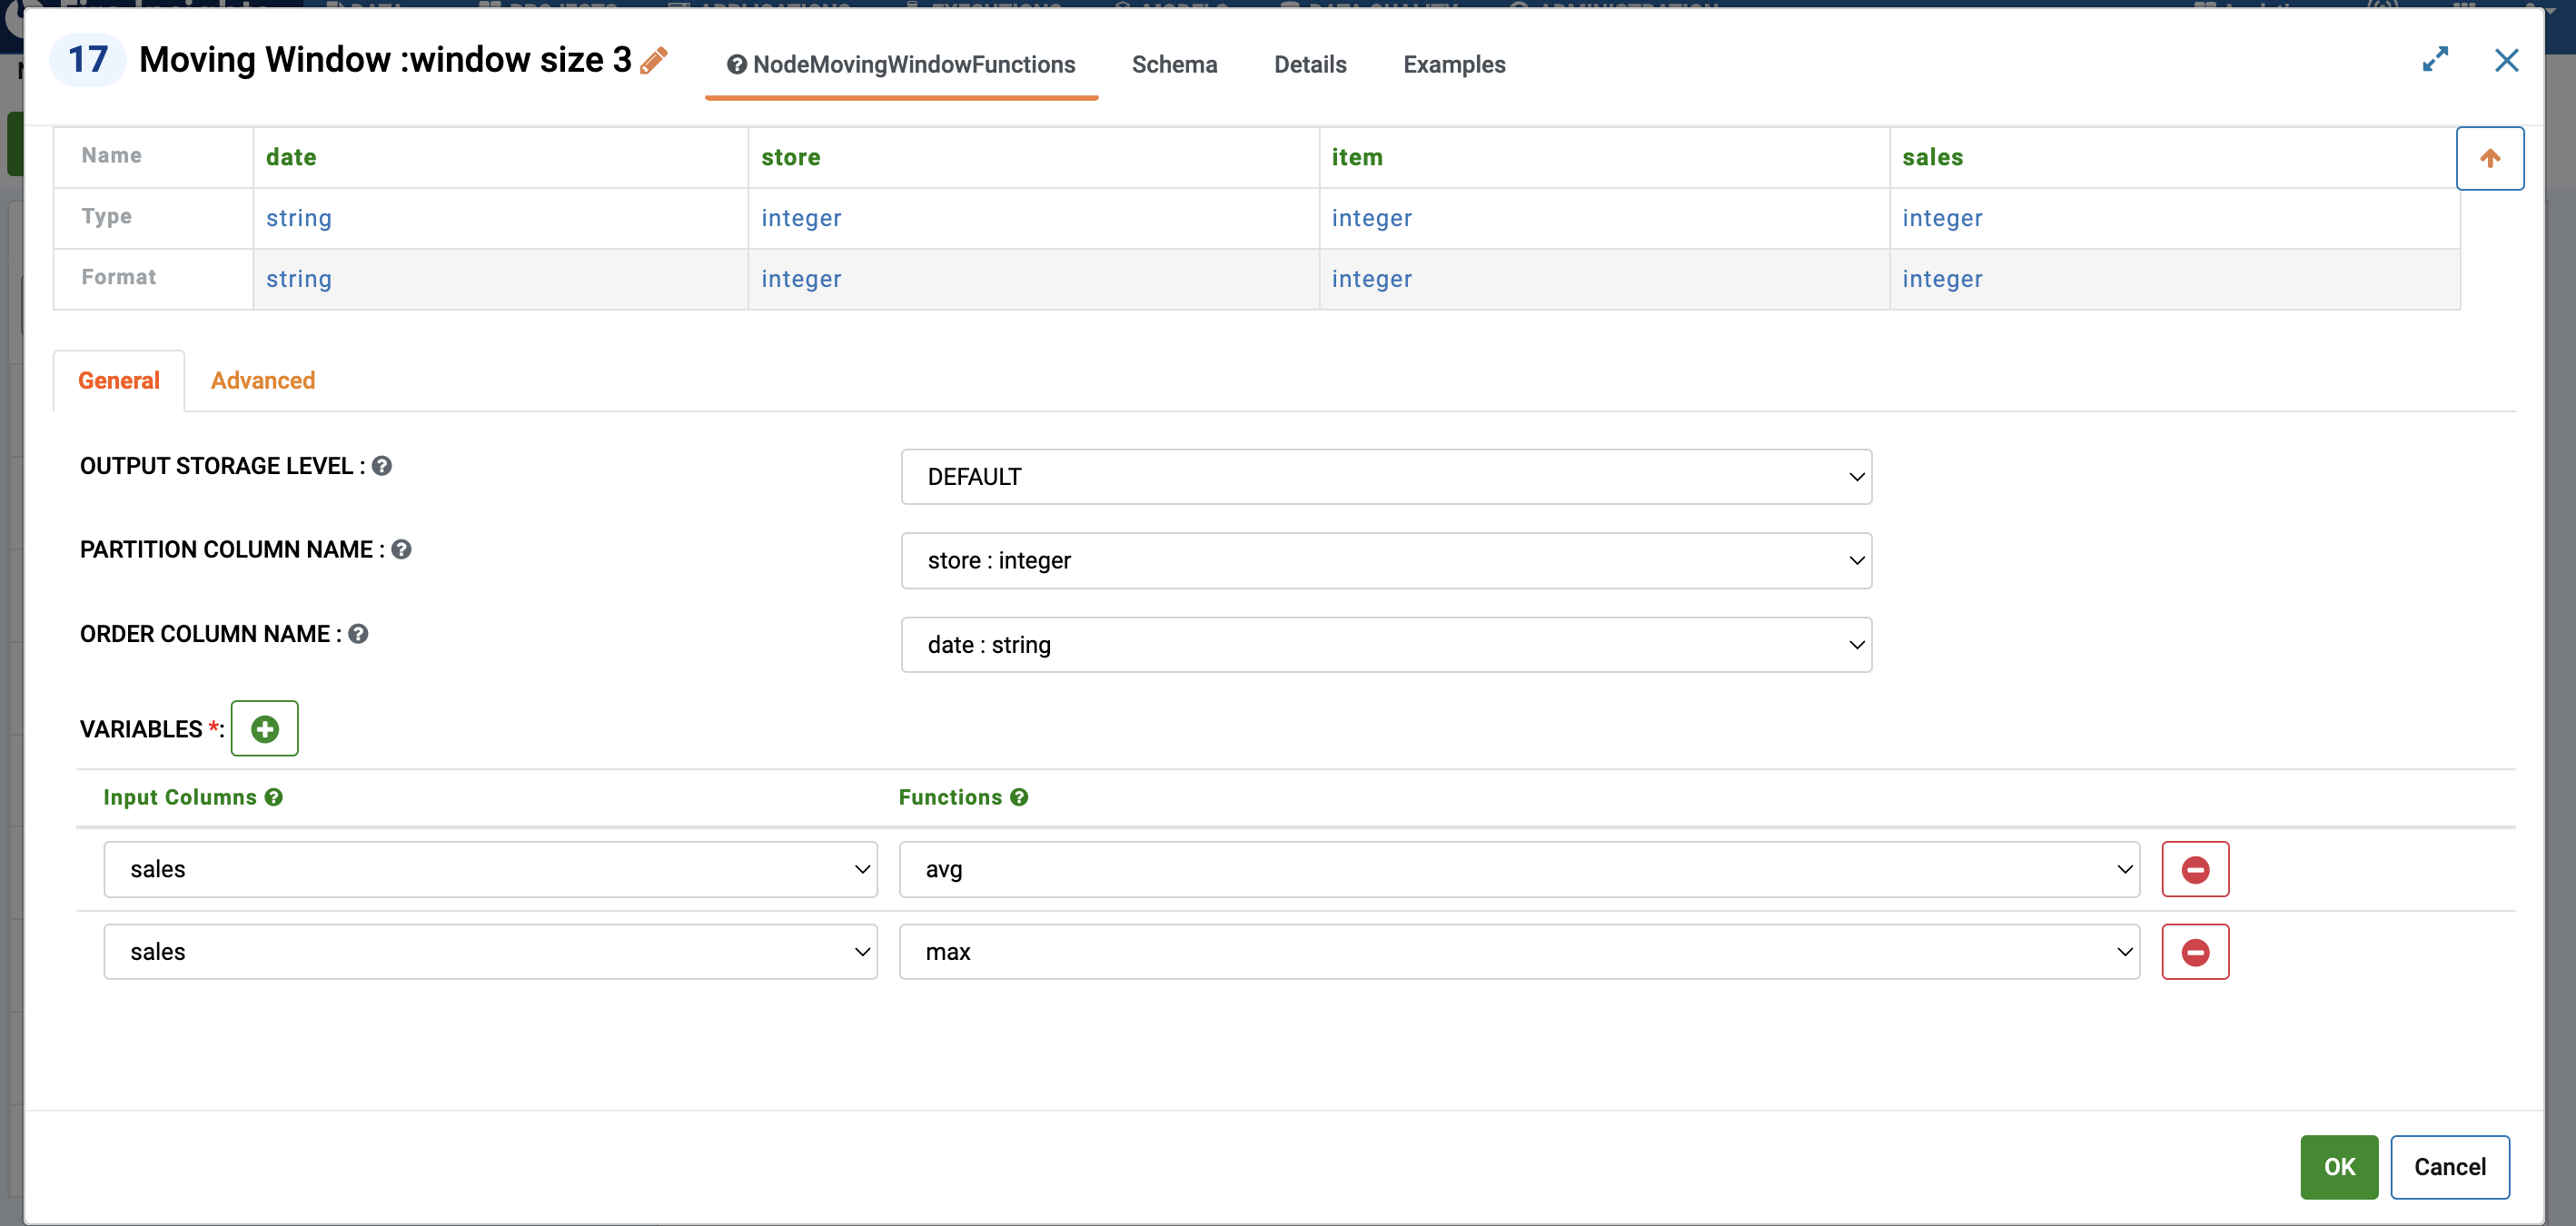 17 Moving Window :window size 3 NodeMovingWindowFunctions Schema Details Examples
Name date store item sales
Type string integer integer integer
Format string integer integer integer
General Advanced
OUTPUT STORAGE LEVEL : DEFAULT
PARTITION COLUMN NAME : store : integer
ORDER COLUMN NAME : date : string
VARIABLES *:
Input Columns Functions
sales avg
sales max
OK Cancel